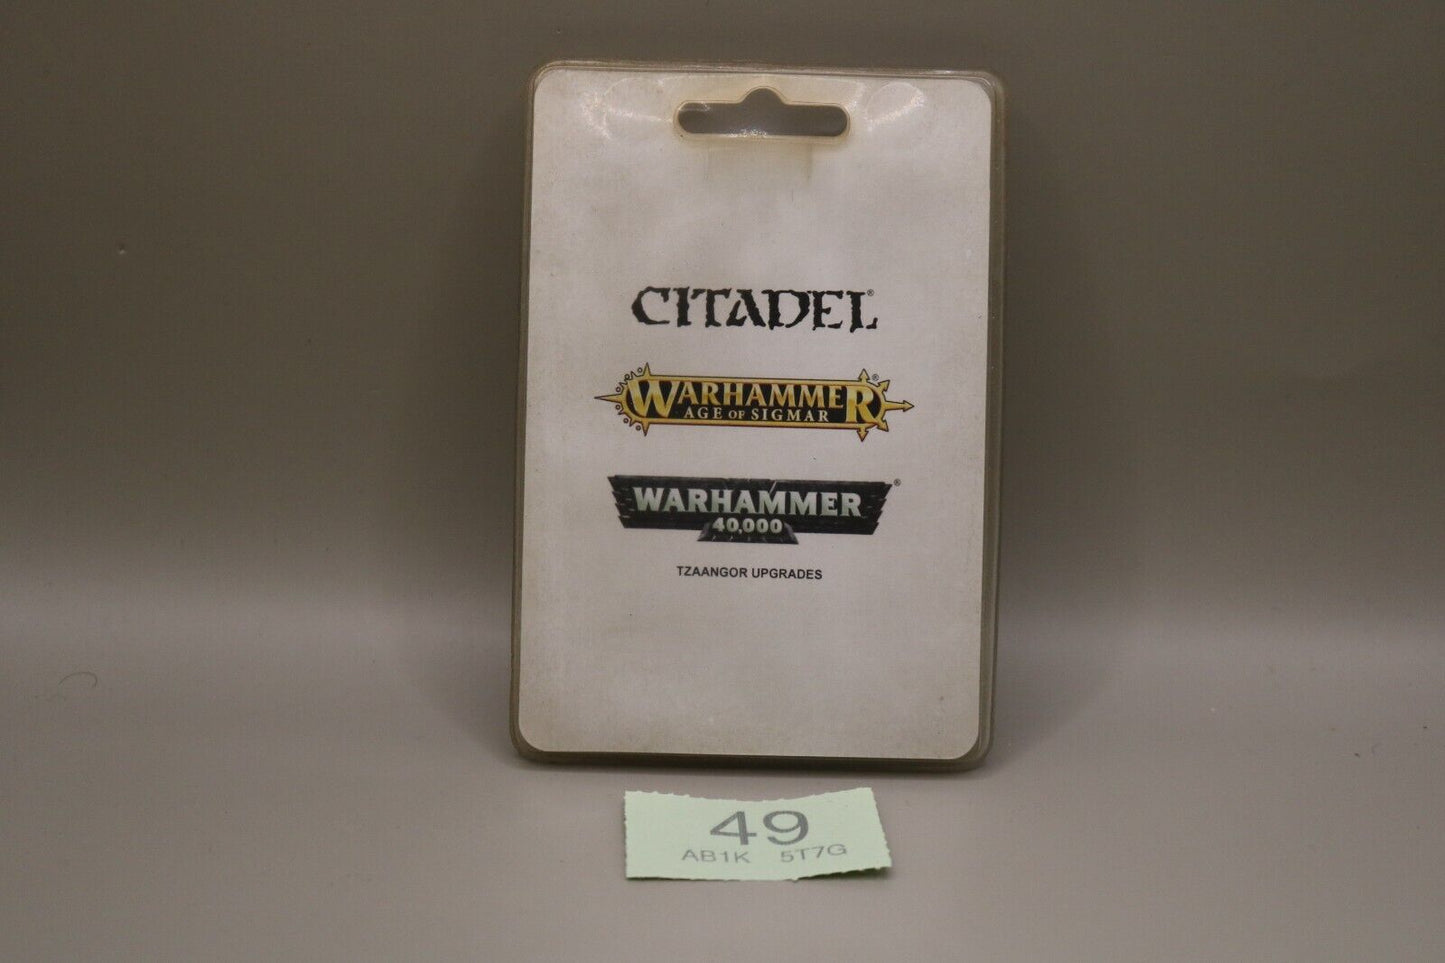 CITADEL®
WARHAMMER®
AGE OF SIGMAR
WARHAMMER®
40,000
TZAANGOR UPGRADES
49
AB1K 5T7G